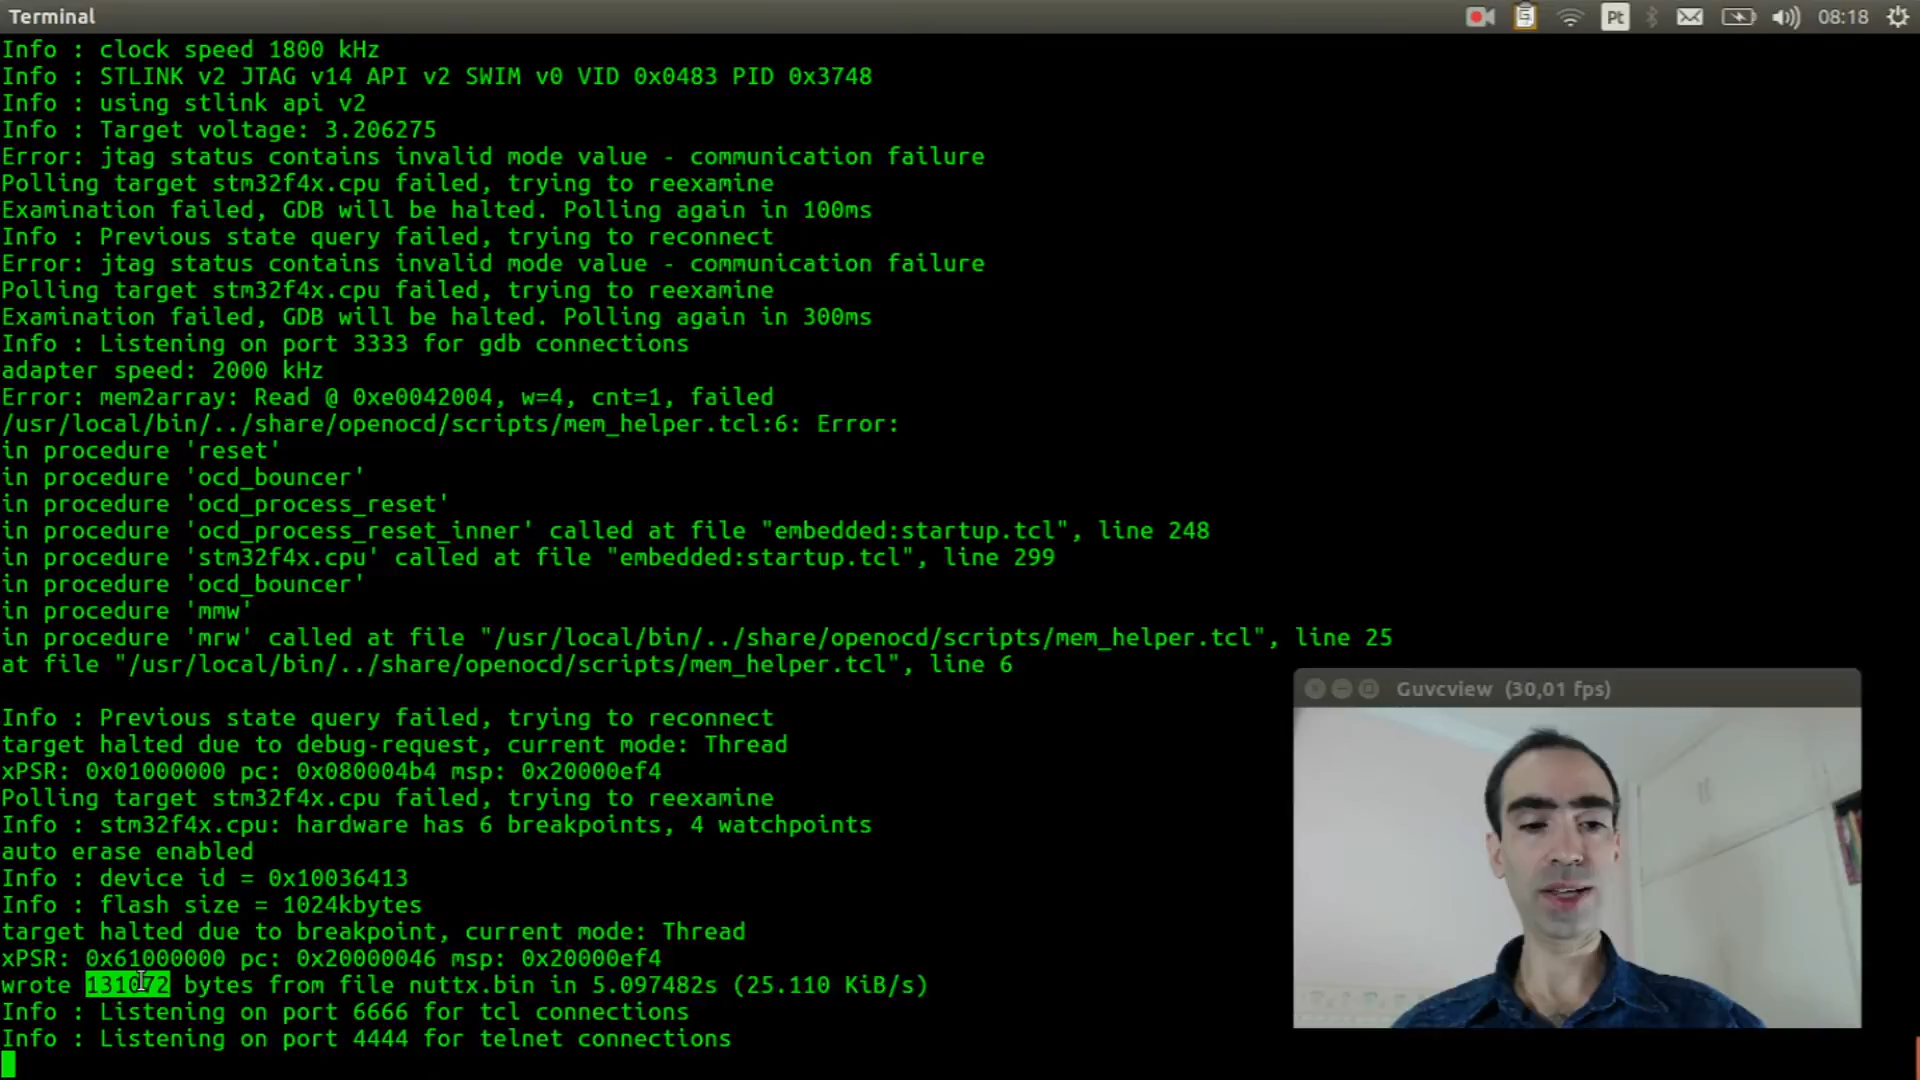 Terminal
Pt
08:18
Info : clock speed 1800 kHz
Info : STLINK v2 JTAG v14 API v2 SWIM v0 VID 0x0483 PID 0x3748
Info : using stlink api v2
Info : Target voltage: 3.206275
Error: jtag status contains invalid mode value - communication failure
Polling target stm32f4x.cpu failed, trying to reexamine
Examination failed, GDB will be halted. Polling again in 100ms
Info : Previous state query failed, trying to reconnect
Error: jtag status contains invalid mode value - communication failure
Polling target stm32f4x.cpu failed, trying to reexamine
Examination failed, GDB will be halted. Polling again in 300ms
Info : Listening on port 3333 for gdb connections
adapter speed: 2000 kHz
Error: mem2array: Read @ 0xe0042004, w=4, cnt=1, failed
/usr/local/bin/../share/openocd/scripts/mem_helper.tcl:6: Error:
in procedure 'reset'
in procedure 'ocd_bouncer'
in procedure 'ocd_process_reset'
in procedure 'ocd_process_reset_inner' called at file "embedded:startup.tcl", line 248
in procedure 'stm32f4x.cpu' called at file "embedded:startup.tcl", line 299
in procedure 'ocd_bouncer'
in procedure 'mmw'
in procedure 'mrw' called at file "/usr/local/bin/../share/openocd/scripts/mem_helper.tcl", line 25
at file "/usr/local/bin/../share/openocd/scripts/mem_helper.tcl", line 6
Info : Previous state query failed, trying to reconnect
target halted due to debug-request, current mode: Thread
xPSR: 0x01000000 pc: 0x080004b4 msp: 0x20000ef4
Polling target stm32f4x.cpu failed, trying to reexamine
Info : stm32f4x.cpu: hardware has 6 breakpoints, 4 watchpoints
auto erase enabled
Info : device id = 0x10036413
Info : flash size = 1024kbytes
target halted due to breakpoint, current mode: Thread
xPSR: 0x61000000 pc: 0x20000046 msp: 0x20000ef4
wrote 131072 bytes from file nuttx.bin in 5.097482s (25.110 KiB/s)
Info : Listening on port 6666 for tcl connections
Info : Listening on port 4444 for telnet connections
Guvcview (30,01 fps)